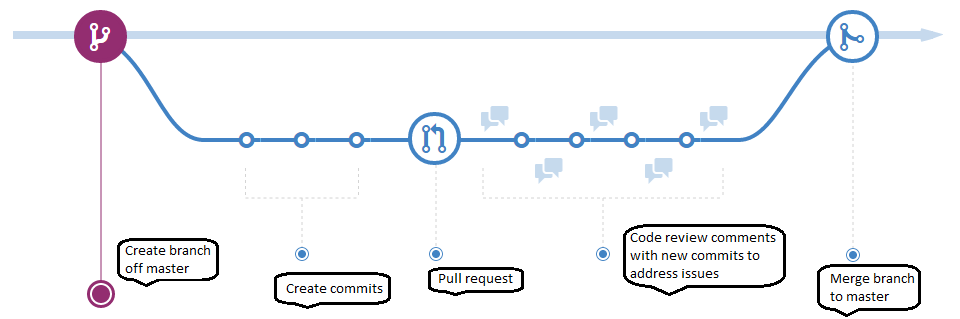 Create branch
off master
Create commits
Pull request
Code review comments
with new commits to
address issues
Merge branch
to master